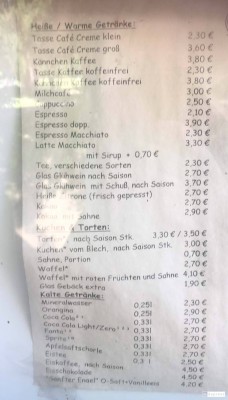 Heiße / Warme Getränke:
Tasse Café Creme klein 2,30 €
Tasse Café Creme groß 3,60 €
Kännchen Kaffee 3,80 €
Tasse Kaffee koffeinfrei 2,30 €
Kännchen Kaffee koffeinfrei 3,80 €
Milchcafé 3,00 €
Cappuccino 2,50 €
Espresso 2,10 €
Espresso dopp. 3,90 €
Espresso Macchiato 2,30 €
Latte Macchiato 3,30 €
mit Sirup + 0,70 €
Tee, verschiedene Sorten 2,30 €
Glas Glühwein nach Saison 2,70 €
Glas Glühwein mit Schuß, nach Saison 3,70 €
Heiße Zitrone (frisch gepresst) 2,70 €
2,70 €
Sahne 2,90 €
Torten:
nach Saison Stk. 3,30 € / 3,50 €
Kuchen vom Blech, nach Saison Stk. 3,00 €
Sahne, Portion 0,70 €
Waffel* 2,70 €
Waffel* mit roten Früchten und Sahne 4,10 €
Glas Gebäck extra 1,90 €
Kalte Getränke:
Mineralwasser 0,25l 2,30 €
Orangina 0,25l 2,90 €
Coca Cola 0,33l 2,70 €
Coca Cola Light/Zero 0,33l 2,70 €
Fanta 0,33l 2,70 €
Sprite 0,33l 2,70 €
Apfelsaftschorle 0,33l 2,70 €
Eistee 0,33l 2,70 €
Eiskaffee, nach Saison 0,3 l 4,50 €
Eisschokolade 4,50 €
"Sanfter Engel" O-Saft+Vanilleeis 4,20 €